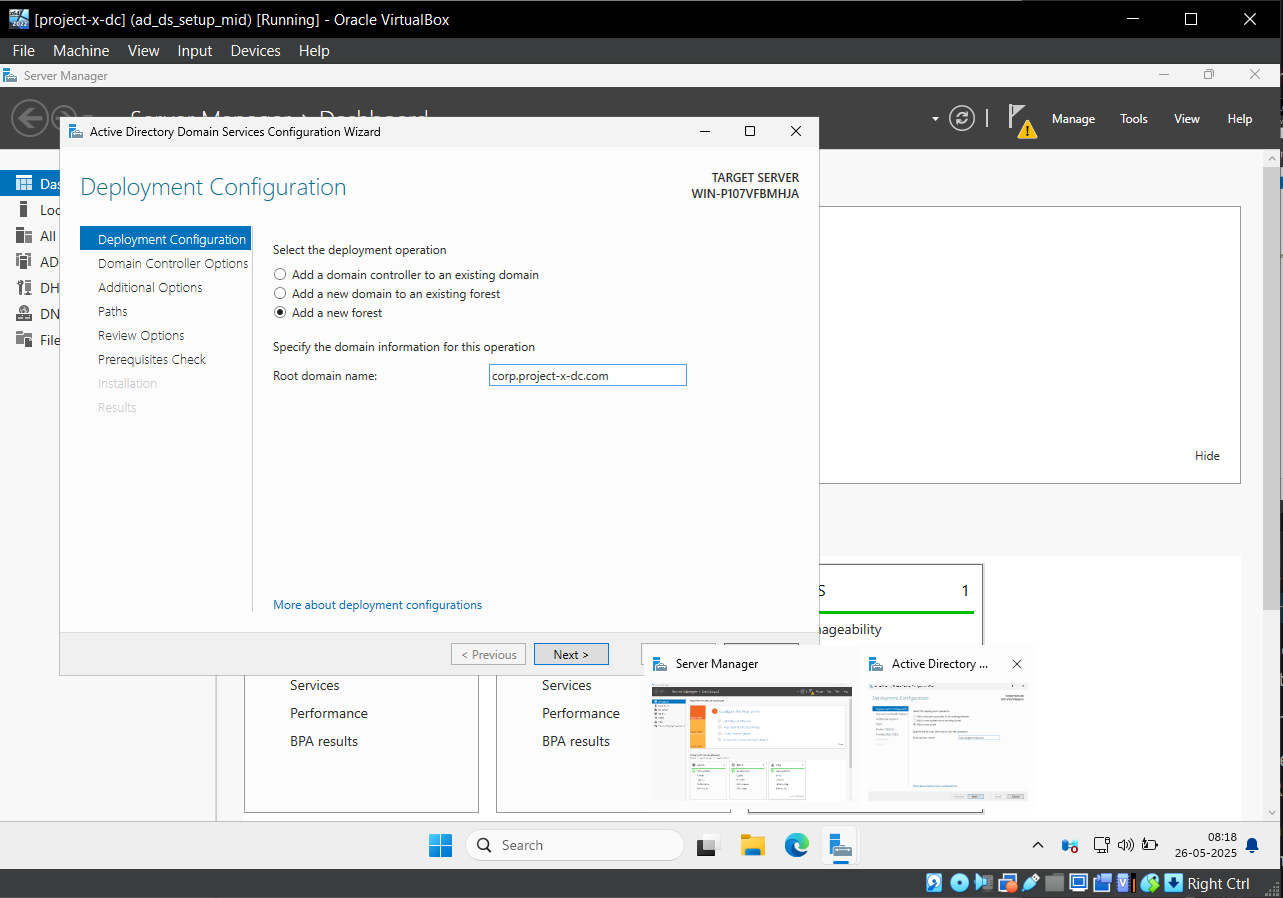 [project-x-dc] (ad_ds_setup_mid) [Running] - Oracle VirtualBox
File Machine View Input Devices Help
Server Manager
Server Manager Dashboard
Manage Tools View Help
Active Directory Domain Services Configuration Wizard
Deployment Configuration
TARGET SERVER
WIN-P107VFBMHJA
Das
Loc
All
AD
DH
DN
File
Deployment Configuration
Domain Controller Options
Additional Options
Paths
Review Options
Prerequisites Check
Installation
Results
Select the deployment operation
Add a domain controller to an existing domain
Add a new domain to an existing forest
Add a new forest
Specify the domain information for this operation
Root domain name: corp.project-x-dc.com
More about deployment configurations
< Previous Next >
Hide
S 1
nageability
Services
Performance
BPA results
Services
Performance
BPA results
Server Manager
Active Directory ...
Search
08:18
26-05-2025
Right Ctrl